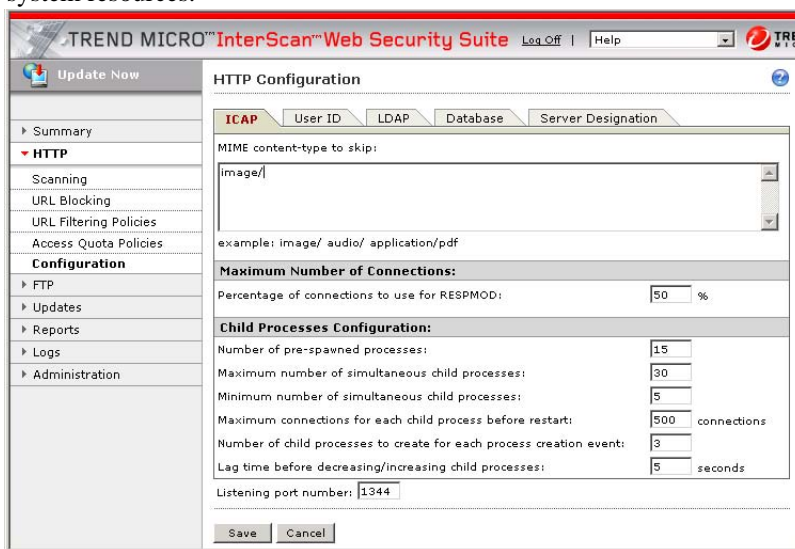 system resources.
TREND MICRO™ InterScan™ Web Security Suite Log Off | Help
Update Now
HTTP Configuration
ICAP User ID LDAP Database Server Designation
Summary
HTTP
Scanning
URL Blocking
URL Filtering Policies
Access Quota Policies
Configuration
FTP
Updates
Reports
Logs
Administration
MIME content-type to skip:
image/
example: image/ audio/ application/pdf
Maximum Number of Connections:
Percentage of connections to use for RESPMOD: 50 %
Child Processes Configuration:
Number of pre-spawned processes: 15
Maximum number of simultaneous child processes: 30
Minimum number of simultaneous child processes: 5
Maximum connections for each child process before restart: 500 connections
Number of child processes to create for each process creation event: 3
Lag time before decreasing/increasing child processes: 5 seconds
Listening port number: 1344
Save Cancel